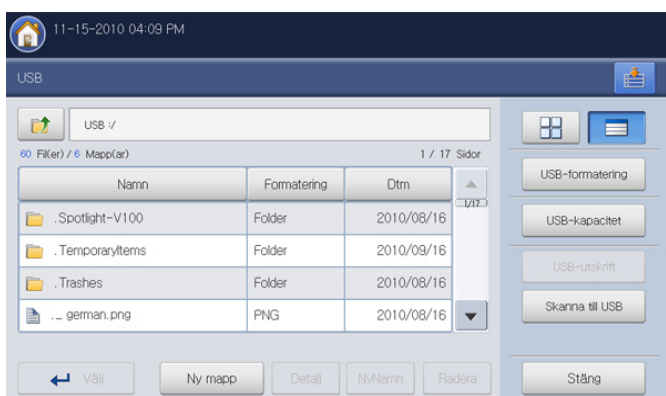 11-15-2010 04:09 PM
USB
USB :/
60 Fil(er) / 6 Mapp(ar)
1 / 17 Sidor
Namn Formatering Dtm
1/17
.Spotlight-V100 Folder 2010/08/16
.TemporaryItems Folder 2010/09/16
.Trashes Folder 2010/08/16
._ german.png PNG 2010/08/16
USB-formatering
USB-kapacitet
USB-utskrift
Skanna till USB
Välj Ny mapp Detalj NyNamn Radera Stäng